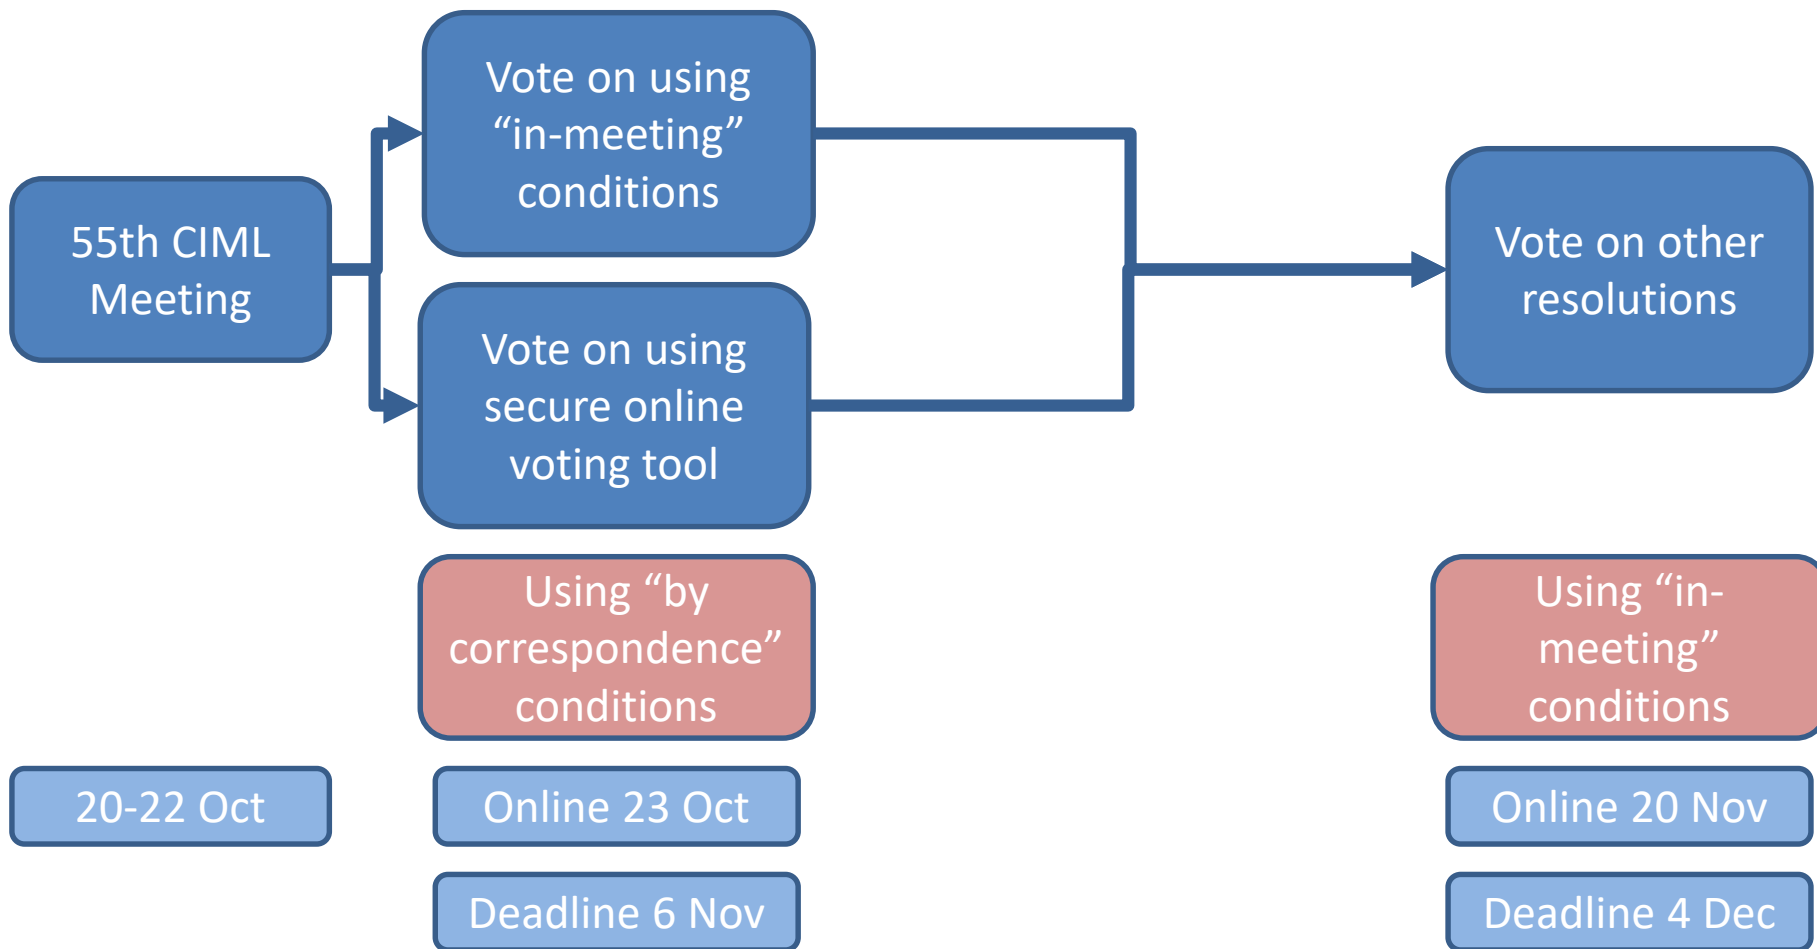 55th CIML
Meeting
Vote on using
“in-meeting”
conditions
Vote on using
secure online
voting tool
Vote on other
resolutions
Using “by
correspondence”
conditions
Using “in-
meeting”
conditions
20-22 Oct
Online 23 Oct
Online 20 Nov
Deadline 6 Nov
Deadline 4 Dec